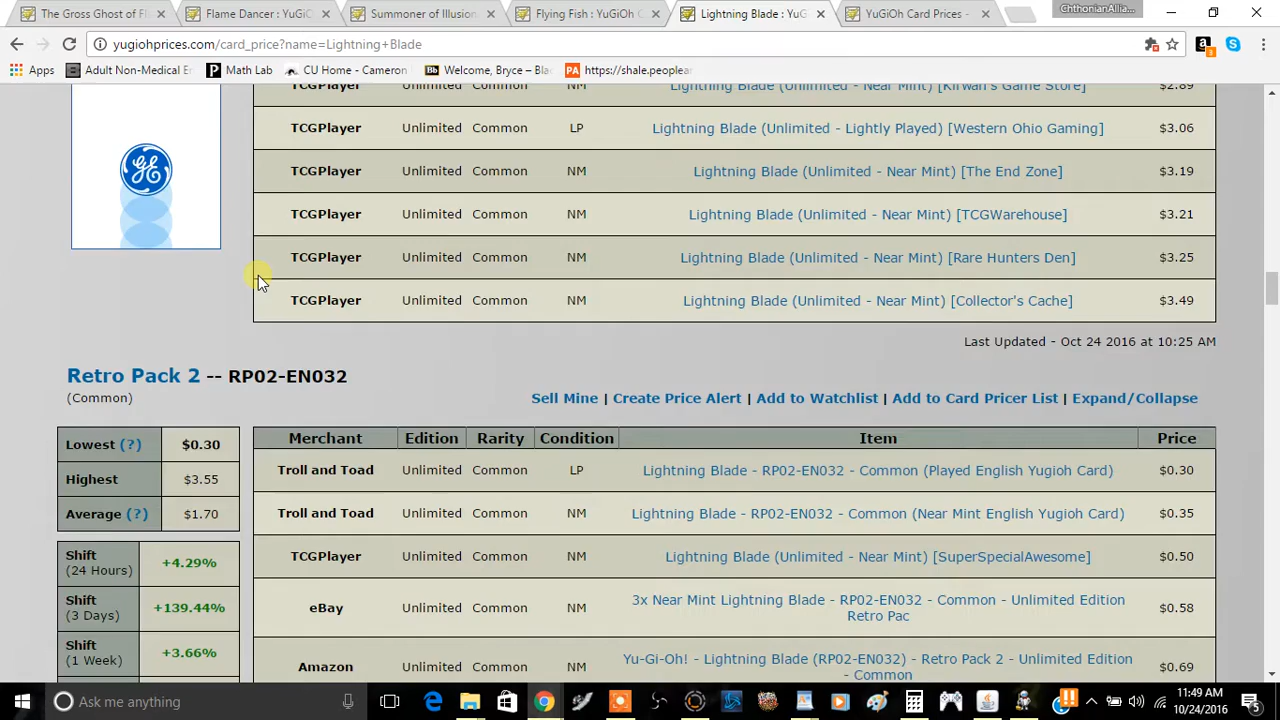 The Gross Ghost of Fl
Flame Dancer : YuGiOh C
Summoner of Illusion
Flying Fish : YuGiOh C
Lightning Blade : YuG
YuGiOh Card Prices -
ChthonianAllia...
yugiohprices.com/card_price?name=Lightning+Blade
Apps
Adult Non-Medical E
Math Lab
CU Home - Cameron
Welcome, Bryce – Bla
https://shale.peoplear
TCGPlayer Unlimited Common NM Lightning Blade (Unlimited - Near Mint) [Kirwan's Game Store] $2.89
TCGPlayer Unlimited Common LP Lightning Blade (Unlimited - Lightly Played) [Western Ohio Gaming] $3.06
TCGPlayer Unlimited Common NM Lightning Blade (Unlimited - Near Mint) [The End Zone] $3.19
TCGPlayer Unlimited Common NM Lightning Blade (Unlimited - Near Mint) [TCGWarehouse] $3.21
TCGPlayer Unlimited Common NM Lightning Blade (Unlimited - Near Mint) [Rare Hunters Den] $3.25
TCGPlayer Unlimited Common NM Lightning Blade (Unlimited - Near Mint) [Collector's Cache] $3.49
Last Updated - Oct 24 2016 at 10:25 AM
Retro Pack 2 -- RP02-EN032
(Common)
Sell Mine | Create Price Alert | Add to Watchlist | Add to Card Pricer List | Expand/Collapse
Lowest (?) $0.30
Highest $3.55
Average (?) $1.70
Shift (24 Hours) +4.29%
Shift (3 Days) +139.44%
Shift (1 Week) +3.66%
Merchant Edition Rarity Condition Item Price
Troll and Toad Unlimited Common LP Lightning Blade - RP02-EN032 - Common (Played English Yugioh Card) $0.30
Troll and Toad Unlimited Common NM Lightning Blade - RP02-EN032 - Common (Near Mint English Yugioh Card) $0.35
TCGPlayer Unlimited Common NM Lightning Blade (Unlimited - Near Mint) [SuperSpecialAwesome] $0.50
eBay Unlimited Common NM 3x Near Mint Lightning Blade - RP02-EN032 - Common - Unlimited Edition Retro Pac $0.58
Amazon Unlimited Common NM Yu-Gi-Oh! - Lightning Blade (RP02-EN032) - Retro Pack 2 - Unlimited Edition - Common $0.69
Ask me anything
11:49 AM
10/24/2016